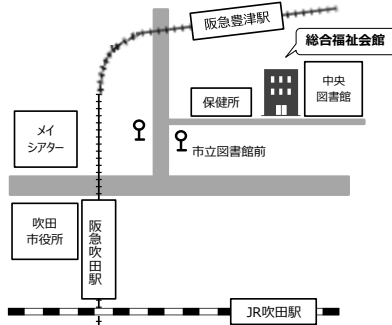 阪急豊津駅
総合福祉会館
中央
図書館
保健所
メイ
シアター
市立図書館前
吹田
市役所
阪急吹田駅
JR吹田駅